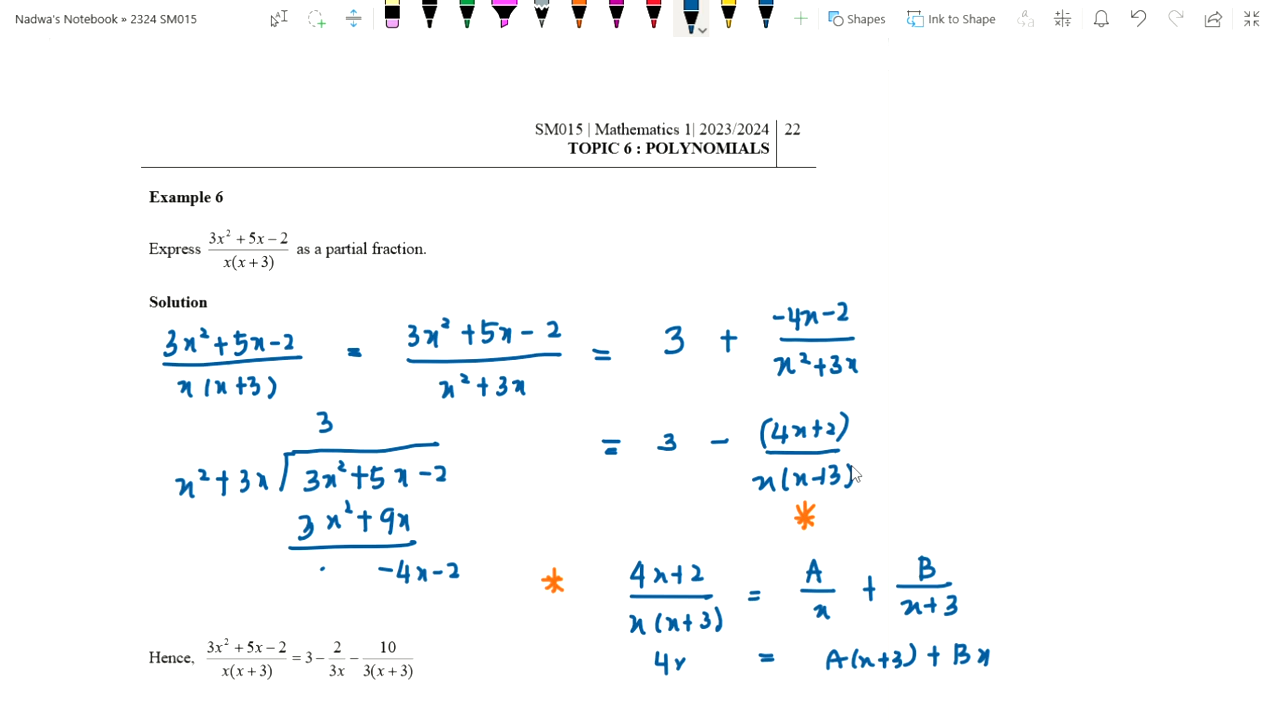 Nadwa's Notebook » 2324 SM015
Shapes
Ink to Shape
SM015 | Mathematics 1| 2023/2024 22
TOPIC 6 : POLYNOMIALS
Example 6
Express (3x² + 5x − 2)/(x(x + 3)) as a partial fraction.
Solution
(3x² + 5x − 2)/(x(x + 3)) = (3x² + 5x − 2)/(x² + 3x) = 3 + (−4x − 2)/(x² + 3x)
= 3 − (4x + 2)/(x(x + 3))
*
3
x² + 3x 3x² + 5x − 2
3x² + 9x
−4x − 2
* (4x + 2)/(x(x + 3)) = A/x + B/(x + 3)
4x = A(x + 3) + Bx
Hence, (3x² + 5x − 2)/(x(x + 3)) = 3 − 2/(3x) − 10/(3(x + 3))